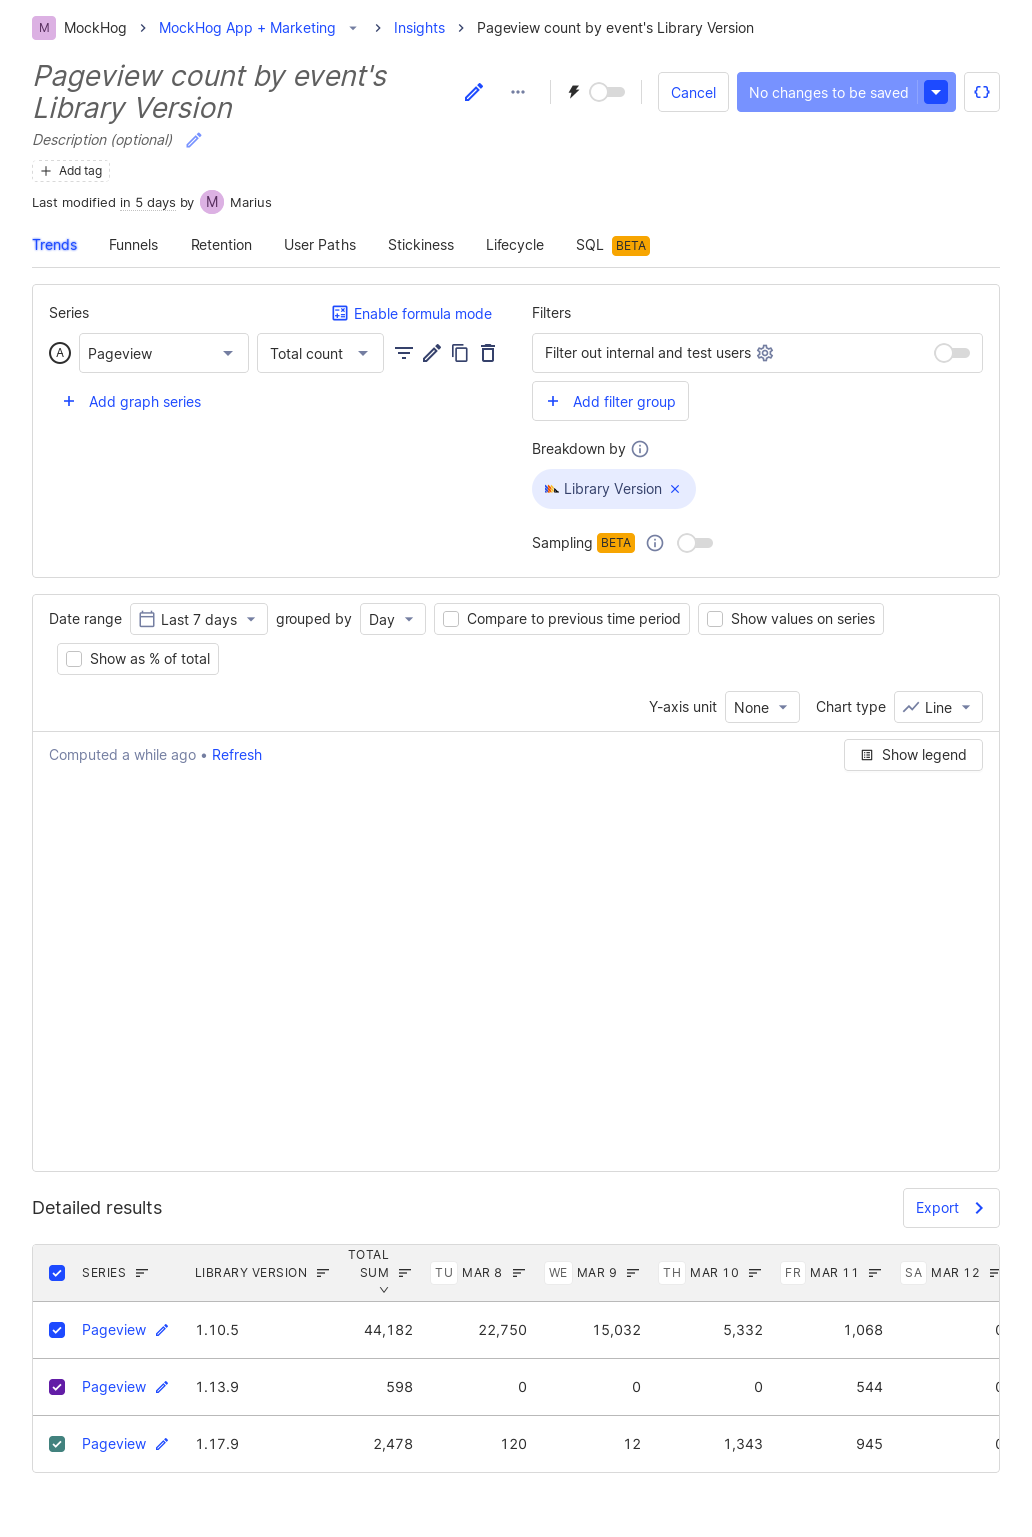 M MockHog MockHog App + Marketing Insights Pageview count by event's Library Version
Pageview count by event's
Library Version
Cancel No changes to be saved
Description (optional)
Add tag
Last modified in 5 days by M Marius
Trends Funnels Retention User Paths Stickiness Lifecycle SQL BETA
Series Enable formula mode
A Pageview Total count
Add graph series
Filters
Filter out internal and test users
Add filter group
Breakdown by
Library Version
Sampling BETA
Date range Last 7 days grouped by Day Compare to previous time period Show values on series
Show as % of total
Y-axis unit None Chart type Line
Computed a while ago • Refresh Show legend
Detailed results Export
SERIES LIBRARY VERSION TOTAL SUM TU MAR 8 WE MAR 9 TH MAR 10 FR MAR 11 SA MAR 12
Pageview 1.10.5 44,182 22,750 15,032 5,332 1,068
Pageview 1.13.9 598 0 0 0 544
Pageview 1.17.9 2,478 120 12 1,343 945